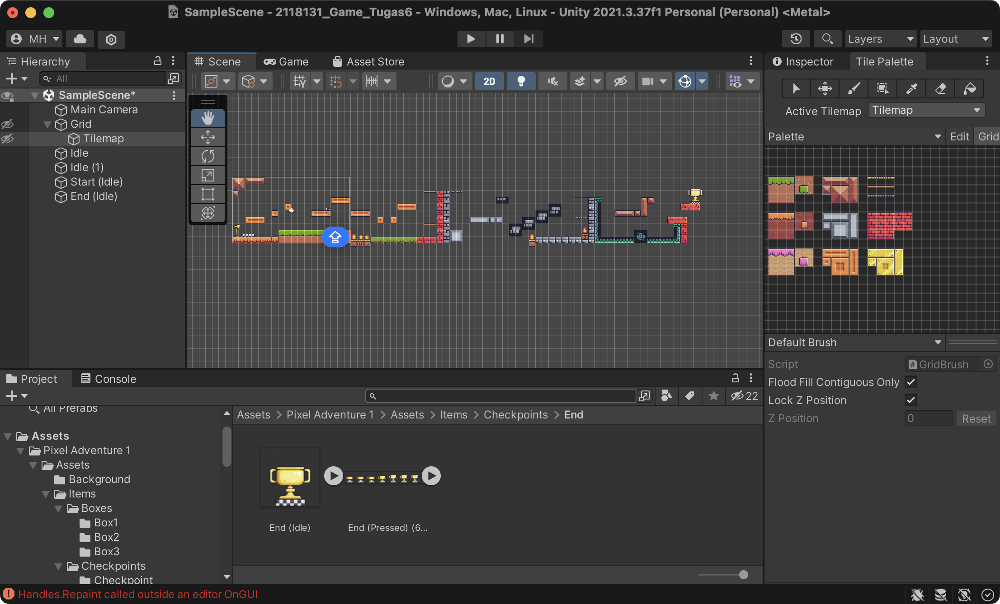 SampleScene - 2118131_Game_Tugas6 - Windows, Mac, Linux - Unity 2021.3.37f1 Personal (Personal) <Metal>
MH
Layers
Layout
Hierarchy
All
SampleScene*
Main Camera
Grid
Tilemap
Idle
Idle (1)
Start (Idle)
End (Idle)
Scene
Game
Asset Store
2D
Inspector
Tile Palette
Active Tilemap
Tilemap
Palette
Edit
Grid
Default Brush
Script
GridBrush
Flood Fill Contiguous Only
Lock Z Position
Z Position
0
Reset
Project
Console
22
All Prefabs
Assets
Pixel Adventure 1
Assets
Background
Items
Boxes
Box1
Box2
Box3
Checkpoints
Checkpoint
Assets > Pixel Adventure 1 > Assets > Items > Checkpoints > End
End (Idle)
End (Pressed) (6...
Handles.Repaint called outside an editor OnGUI